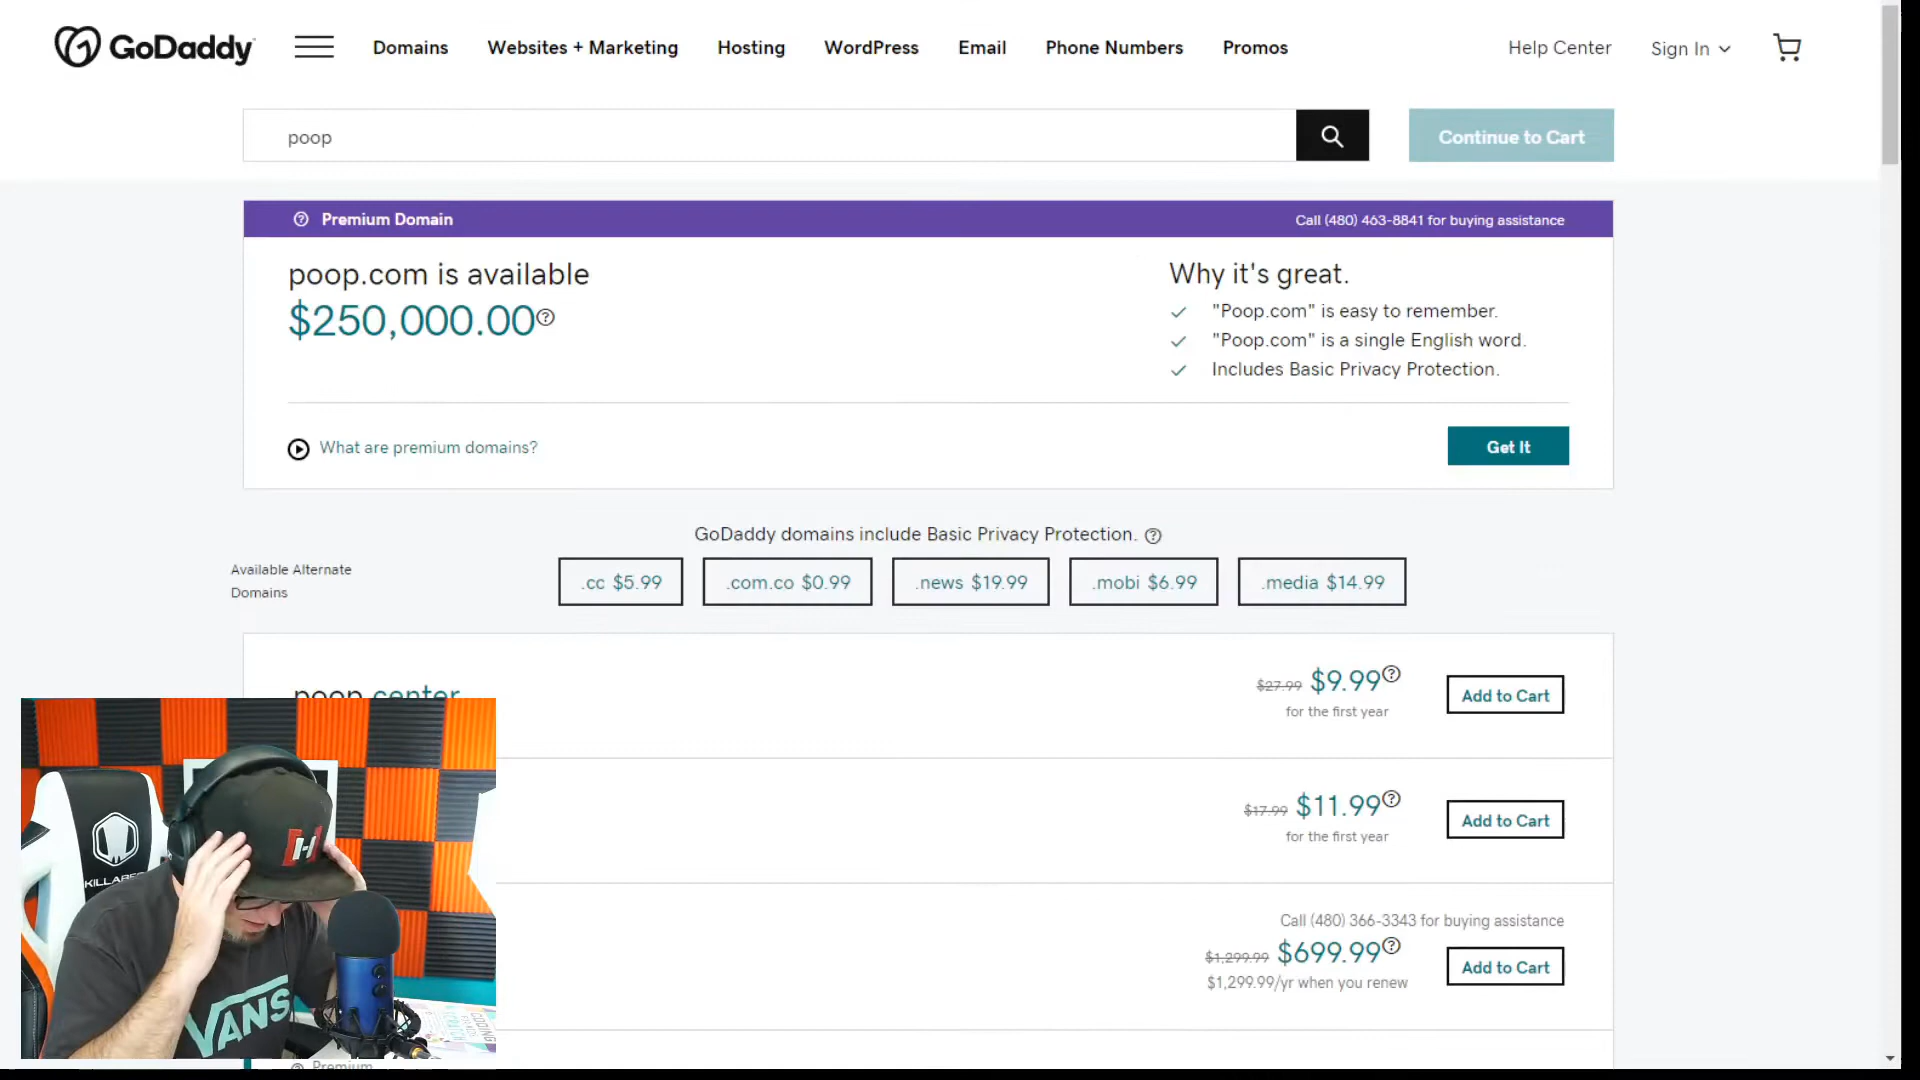 GoDaddy
Domains
Websites + Marketing
Hosting
WordPress
Email
Phone Numbers
Promos
Help Center
Sign In
poop
Continue to Cart
Premium Domain
Call (480) 463-8841 for buying assistance
poop.com is available
$250,000.00
Why it's great.
"Poop.com" is easy to remember.
"Poop.com" is a single English word.
Includes Basic Privacy Protection.
What are premium domains?
Get It
GoDaddy domains include Basic Privacy Protection.
Available Alternate
Domains
.cc $5.99
.com.co $0.99
.news $19.99
.mobi $6.99
.media $14.99
poop.center
$27.99 $9.99
for the first year
Add to Cart
$17.99 $11.99
for the first year
Add to Cart
Call (480) 366-3343 for buying assistance
$1,299.99 $699.99
$1,299.99/yr when you renew
Add to Cart
Premium
H
VANS